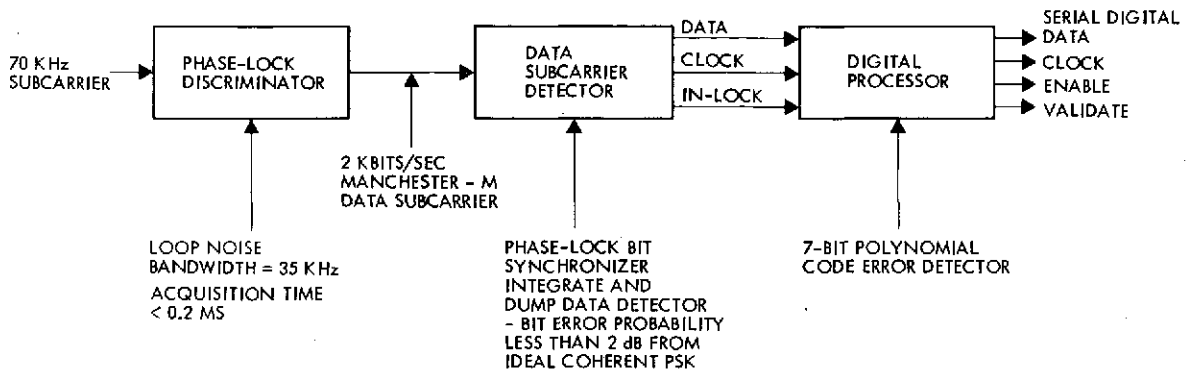 70 KHz
SUBCARRIER
PHASE-LOCK
DISCRIMINATOR
DATA
SUBCARRIER
DETECTOR
DATA
CLOCK
IN-LOCK
DIGITAL
PROCESSOR
SERIAL DIGITAL
DATA
CLOCK
ENABLE
VALIDATE
2 KBITS/SEC
MANCHESTER - M
DATA SUBCARRIER
LOOP NOISE
BANDWIDTH = 35 KHz
ACQUISITION TIME
< 0.2 MS
PHASE-LOCK BIT
SYNCHRONIZER
INTEGRATE AND
DUMP DATA DETECTOR
- BIT ERROR PROBABILITY
LESS THAN 2 dB FROM
IDEAL COHERENT PSK
7-BIT POLYNOMIAL
CODE ERROR DETECTOR